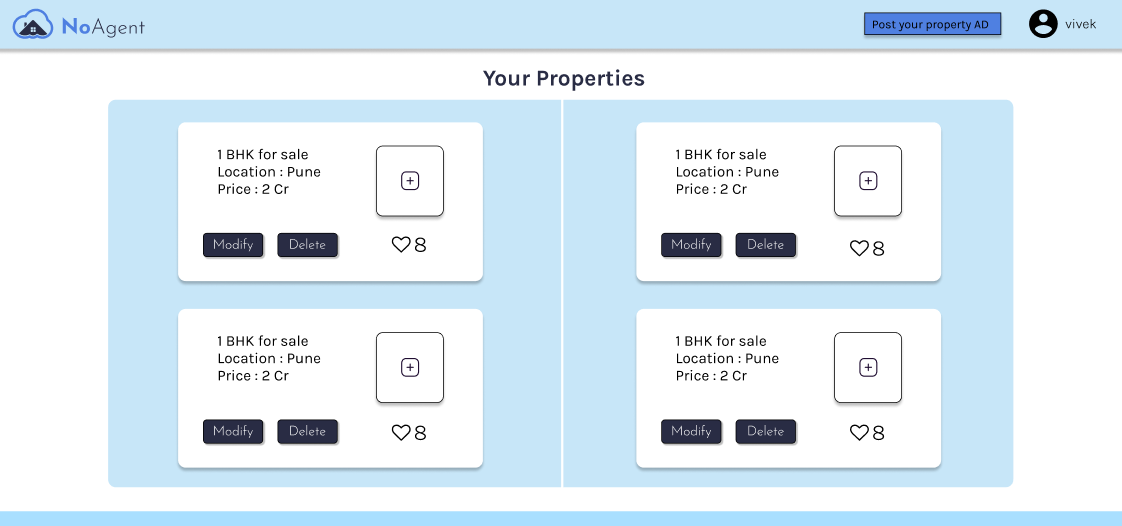 NoAgent
Post your property AD
vivek
Your Properties
1 BHK for sale
Location : Pune
Price : 2 Cr
Modify
Delete
8
1 BHK for sale
Location : Pune
Price : 2 Cr
Modify
Delete
8
1 BHK for sale
Location : Pune
Price : 2 Cr
Modify
Delete
8
1 BHK for sale
Location : Pune
Price : 2 Cr
Modify
Delete
8